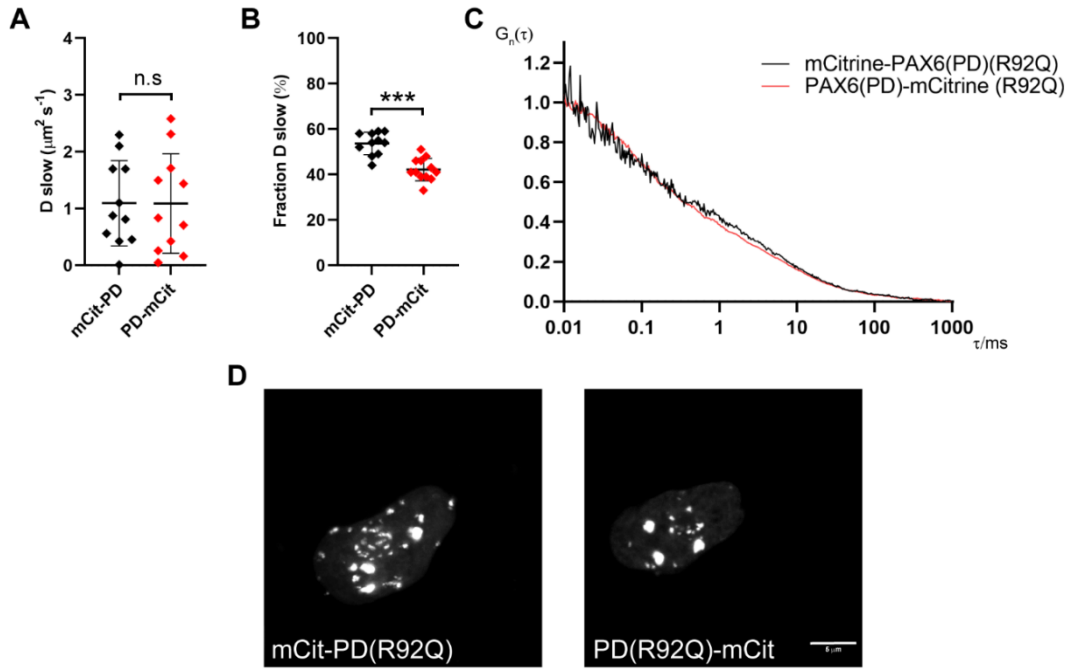 A
D slow (μm² s⁻¹)
4
3
2
1
0
n.s
mCit-PD
PD-mCit
B
Fraction D slow (%)
100
80
60
40
20
0
***
mCit-PD
PD-mCit
C
Gₙ(τ)
1.2
1.0
0.8
0.6
0.4
0.2
0.0
mCitrine-PAX6(PD)(R92Q)
PAX6(PD)-mCitrine (R92Q)
0.01 0.1 1 10 100 1000
τ/ms
D
mCit-PD(R92Q)
PD(R92Q)-mCit
5 μm